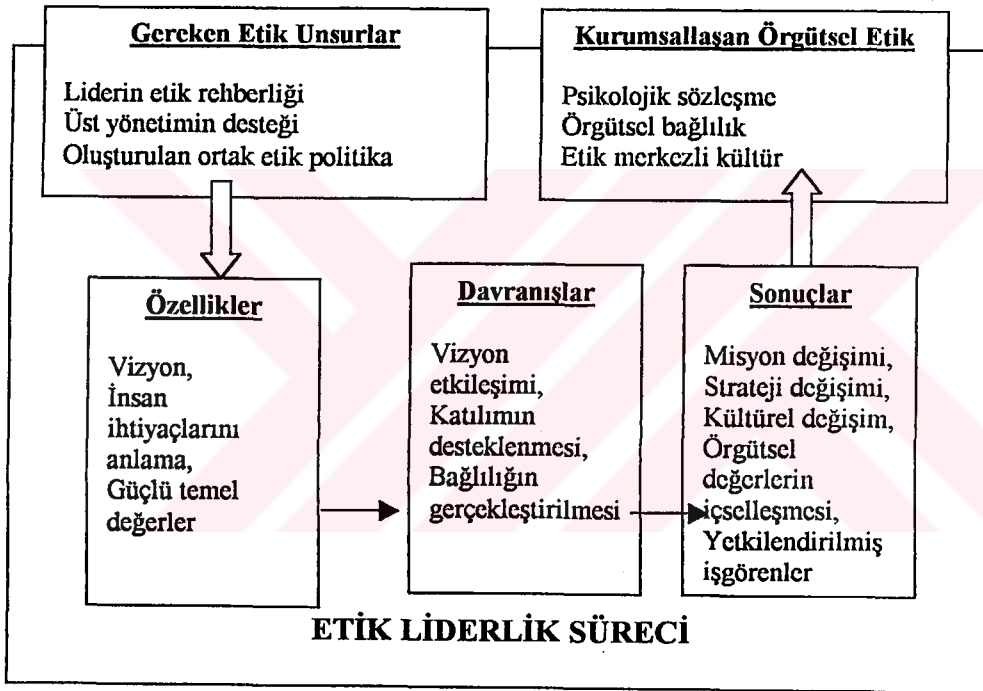 Gereken Etik Unsurlar
Liderin etik rehberliği
Üst yönetimin desteği
Oluşturulan ortak etik politika
Kurumsallaşan Örgütsel Etik
Psikolojik sözleşme
Örgütsel bağlılık
Etik merkezli kültür
Özellikler
Vizyon,
İnsan
ihtiyaçlarını
anlama,
Güçlü temel
değerler
Davranışlar
Vizyon
etkileşimi,
Katılımın
desteklenmesi,
Bağlılığın
gerçekleştirilmesi
Sonuçlar
Misyon değişimi,
Strateji değişimi,
Kültürel değişim,
Örgütsel
değerlerin
içselleşmesi,
Yetkilendirilmiş
işgörenler
ETİK LİDERLİK SÜRECİ